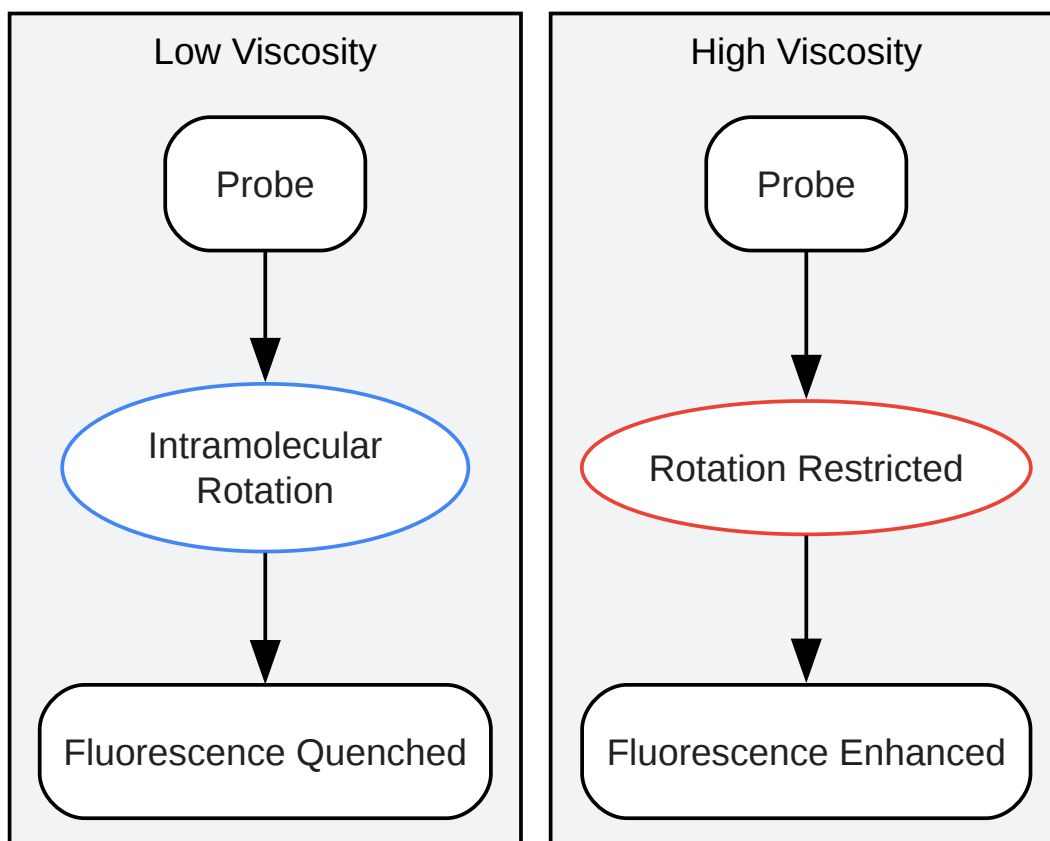 Low Viscosity
Probe
Intramolecular
Rotation
Fluorescence Quenched
High Viscosity
Probe
Rotation Restricted
Fluorescence Enhanced